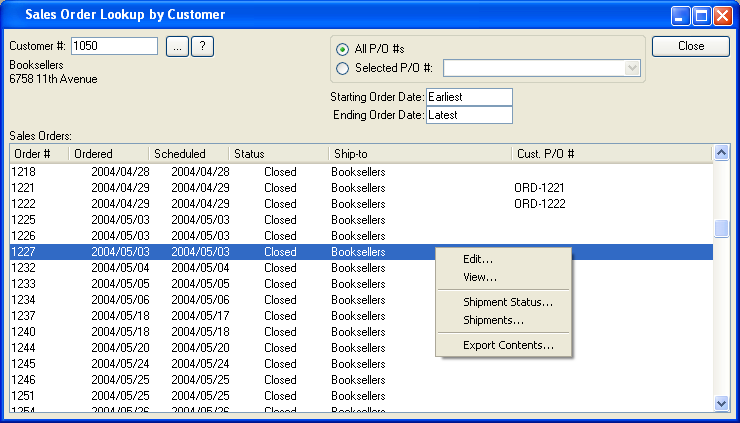 Sales Order Lookup by Customer
Customer #: 1050 ... ?
Booksellers
6758 11th Avenue
All P/O #s
Selected P/O #:
Close
Starting Order Date: Earliest
Ending Order Date: Latest
Sales Orders:
Order # Ordered Scheduled Status Ship-to Cust. P/O #
1218 2004/04/28 2004/04/28 Closed Booksellers
1221 2004/04/29 2004/04/29 Closed Booksellers ORD-1221
1222 2004/04/29 2004/04/29 Closed Booksellers ORD-1222
1225 2004/05/03 2004/05/03 Closed Booksellers
1226 2004/05/03 2004/05/03 Closed Booksellers
1227 2004/05/03 2004/05/03 Closed Booksellers
1232 2004/05/04 2004/05/04 Closed Booksellers
1233 2004/05/05 2004/05/05 Closed Booksellers
1234 2004/05/06 2004/05/06 Closed Booksellers
1237 2004/05/18 2004/05/17 Closed Booksellers
1240 2004/05/18 2004/05/18 Closed Booksellers
1244 2004/05/20 2004/05/20 Closed Booksellers
1245 2004/05/24 2004/05/24 Closed Booksellers
1246 2004/05/25 2004/05/25 Closed Booksellers
1251 2004/05/25 2004/05/25 Closed Booksellers
1254 2004/05/26 2004/05/26 Closed Booksellers
Edit...
View...
Shipment Status...
Shipments...
Export Contents...